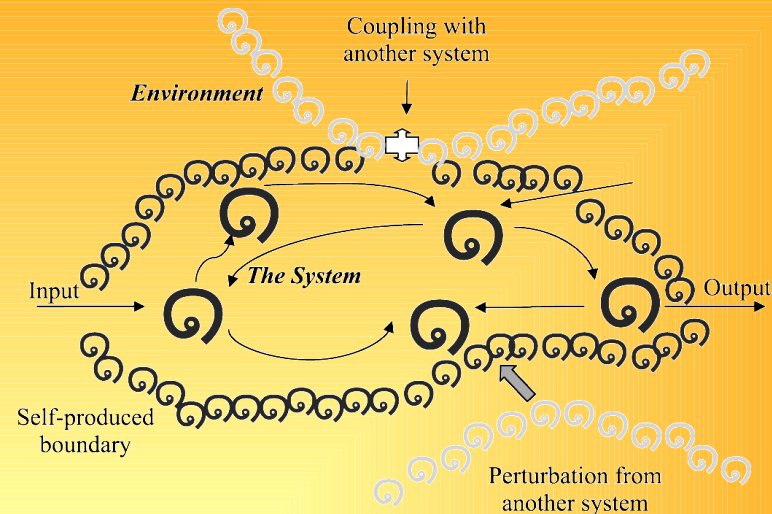 Coupling with
another system
Environment
The System
Input
Output
Self-produced
boundary
Perturbation from
another system